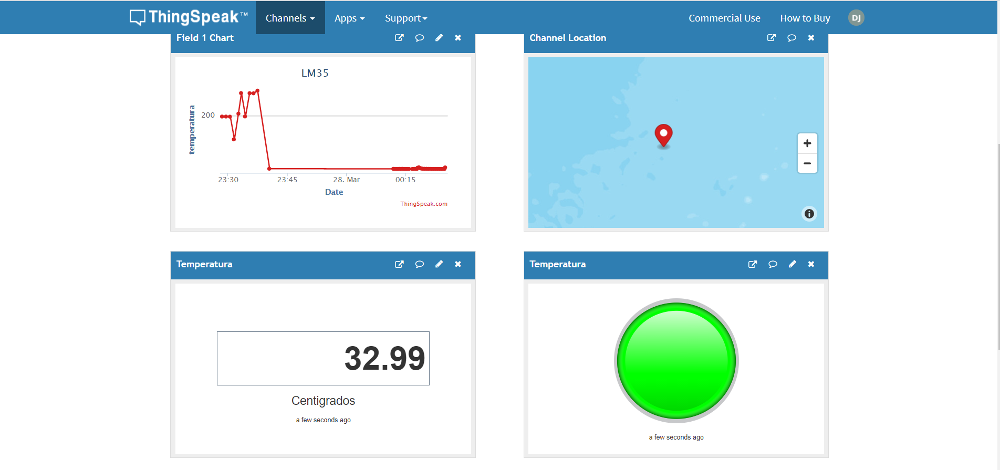 ThingSpeak™ Channels Apps Support Commercial Use How to Buy DJ
Field 1 Chart
LM35
temperatura
200
23:30 23:45 28. Mar 00:15
Date
ThingSpeak.com
Channel Location
+
−
Temperatura
32.99
Centigrados
a few seconds ago
Temperatura
a few seconds ago